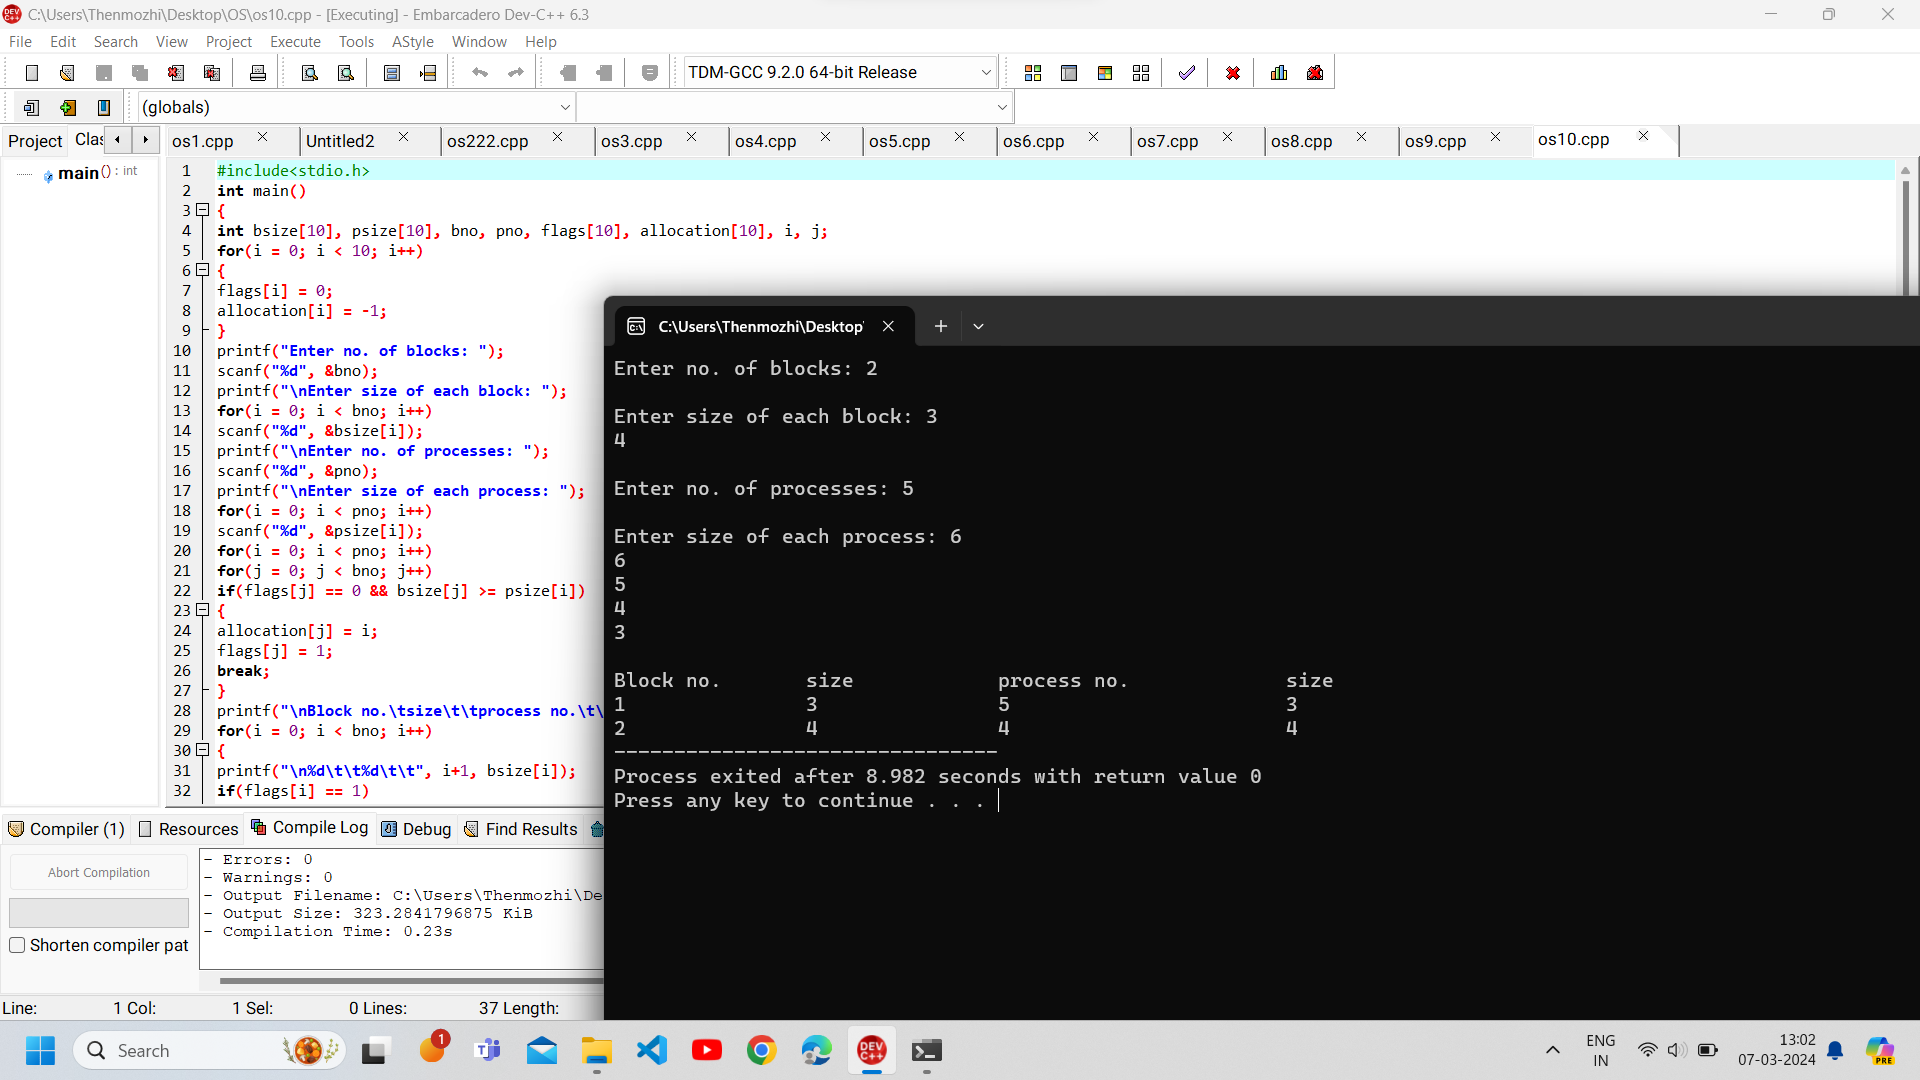 C:\Users\Thenmozhi\Desktop\OS\os10.cpp - [Executing] - Embarcadero Dev-C++ 6.3
File Edit Search View Project Execute Tools AStyle Window Help
TDM-GCC 9.2.0 64-bit Release
(globals)
Project Clas os1.cpp Untitled2 os222.cpp os3.cpp os4.cpp os5.cpp os6.cpp os7.cpp os8.cpp os9.cpp os10.cpp
main() : int
1 #include<stdio.h>
2 int main()
3 {
4 int bsize[10], psize[10], bno, pno, flags[10], allocation[10], i, j;
5 for(i = 0; i < 10; i++)
6 {
7 flags[i] = 0;
8 allocation[i] = -1;
9 }
10 printf("Enter no. of blocks: ");
11 scanf("%d", &bno);
12 printf("\nEnter size of each block: ");
13 for(i = 0; i < bno; i++)
14 scanf("%d", &bsize[i]);
15 printf("\nEnter no. of processes: ");
16 scanf("%d", &pno);
17 printf("\nEnter size of each process: ");
18 for(i = 0; i < pno; i++)
19 scanf("%d", &psize[i]);
20 for(i = 0; i < pno; i++)
21 for(j = 0; j < bno; j++)
22 if(flags[j] == 0 && bsize[j] >= psize[i])
23 {
24 allocation[j] = i;
25 flags[j] = 1;
26 break;
27 }
28 printf("\nBlock no.\tsize\t\tprocess no.\t\
29 for(i = 0; i < bno; i++)
30 {
31 printf("\n%d\t\t%d\t\t", i+1, bsize[i]);
32 if(flags[i] == 1)
C:\Users\Thenmozhi\Desktop\
Enter no. of blocks: 2
Enter size of each block: 3
4
Enter no. of processes: 5
Enter size of each process: 6
6
5
4
3
Block no. size process no. size
1 3 5 3
2 4 4 4
--------------------------------
Process exited after 8.982 seconds with return value 0
Press any key to continue . . .
Compiler (1) Resources Compile Log Debug Find Results
Abort Compilation
Shorten compiler pat
- Errors: 0
- Warnings: 0
- Output Filename: C:\Users\Thenmozhi\De
- Output Size: 323.2841796875 KiB
- Compilation Time: 0.23s
Line: 1 Col: 1 Sel: 0 Lines: 37 Length:
Search
1
DEV C++
ENG
IN
13:02
07-03-2024
PRE